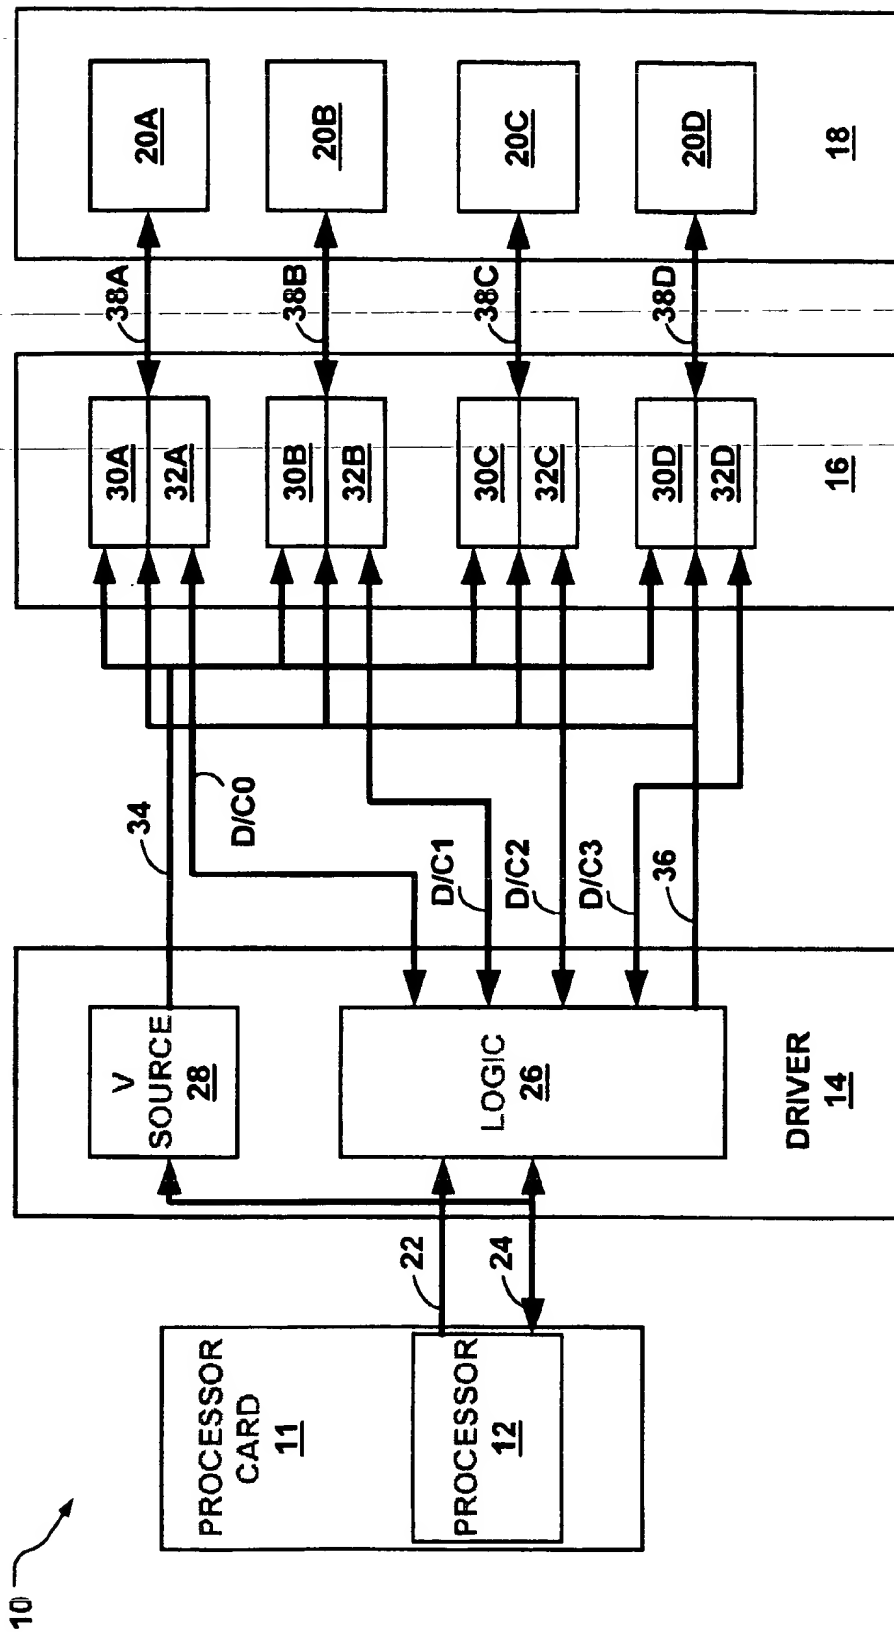 10
PROCESSOR
CARD
11
PROCESSOR
12
22
24
V
SOURCE
28
LOGIC
26
DRIVER
14
34
D/C0
D/C1
D/C2
D/C3
36
30A
32A
30B
32B
30C
32C
30D
32D
16
38A
38B
38C
38D
20A
20B
20C
20D
18